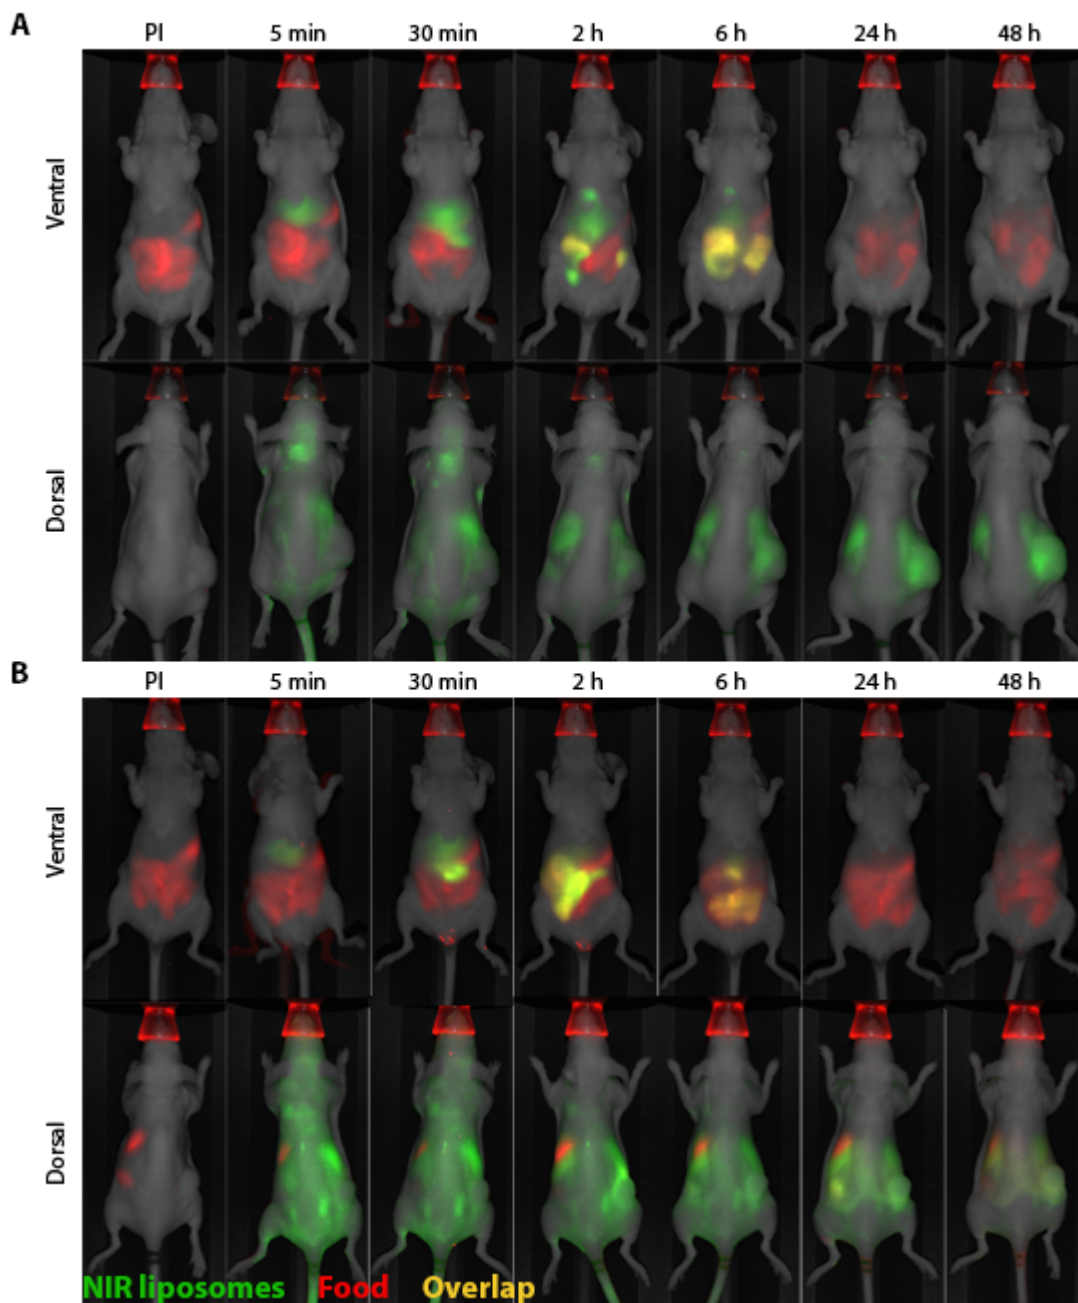 A
PI 5 min 30 min 2 h 6 h 24 h 48 h
Ventral
Dorsal
B
PI 5 min 30 min 2 h 6 h 24 h 48 h
Ventral
Dorsal
NIR liposomes Food Overlap